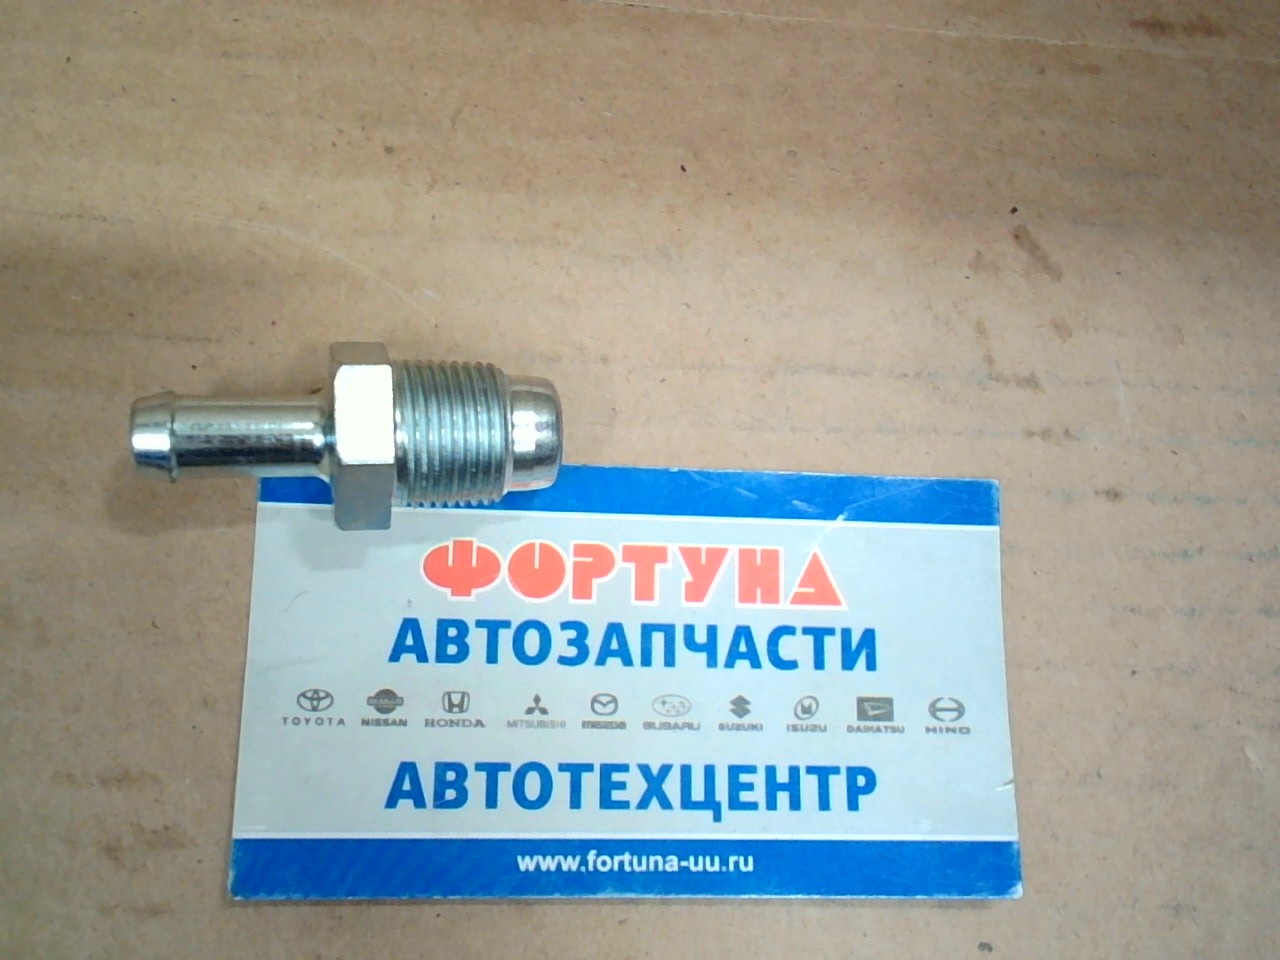 ФОРТУНА
АВТОЗАПЧАСТИ
TOYOTA NISSAN HONDA MITSUBISHI mazDa SUBARU SUZUKI ISUZU DAIHATSU HINO
АВТОТЕХЦЕНТР
www.fortuna-uu.ru